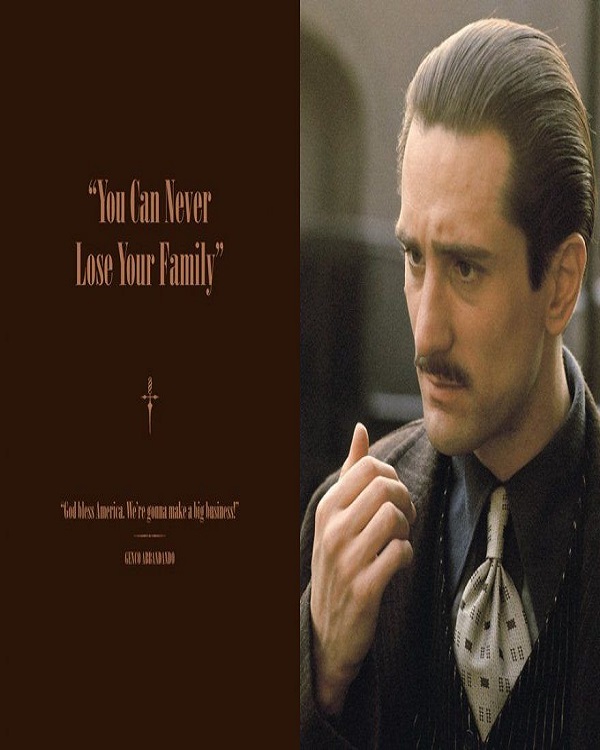 “You Can Never
Lose Your Family”
“God bless America. We're gonna make a big business!”
GENCO ABBANDANDO